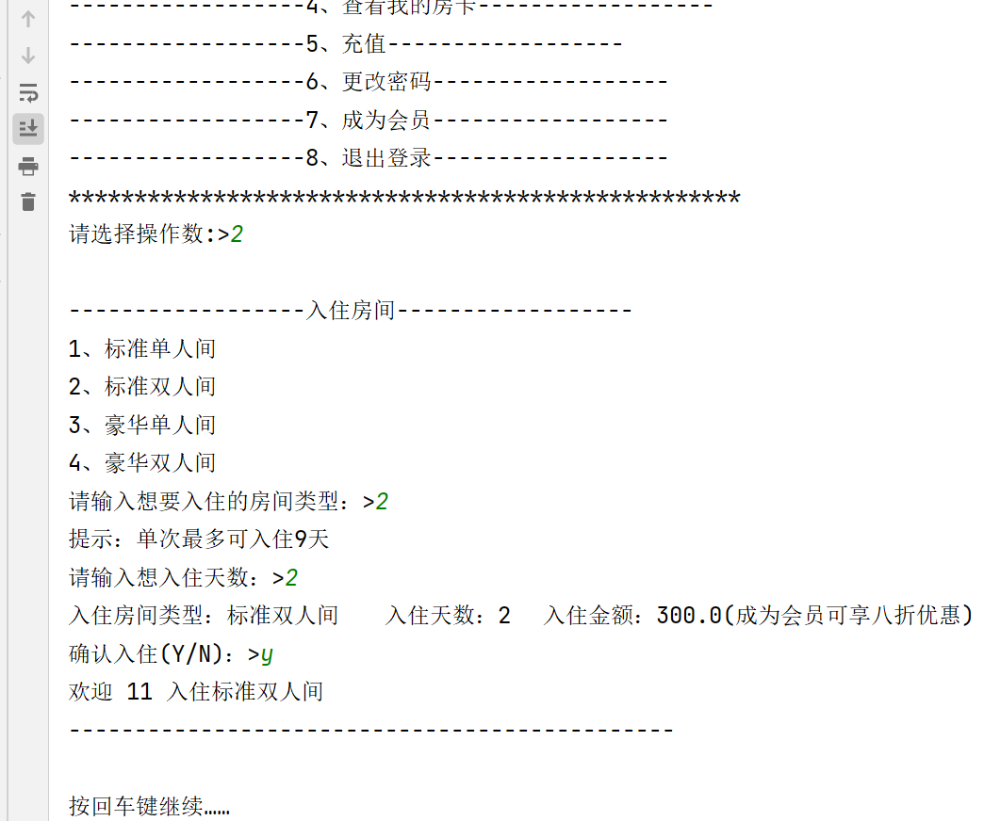 ------------------4、查看我的房卡------------------
------------------5、充值------------------
------------------6、更改密码------------------
------------------7、成为会员------------------
------------------8、退出登录------------------
***************************************************
请选择操作数:>2
------------------入住房间------------------
1、标准单人间
2、标准双人间
3、豪华单人间
4、豪华双人间
请输入想要入住的房间类型：>2
提示：单次最多可入住9天
请输入想入住天数：>2
入住房间类型：标准双人间    入住天数：2   入住金额：300.0(成为会员可享八折优惠)
确认入住(Y/N)：>y
欢迎 11 入住标准双人间
----------------------------------------------
按回车键继续……